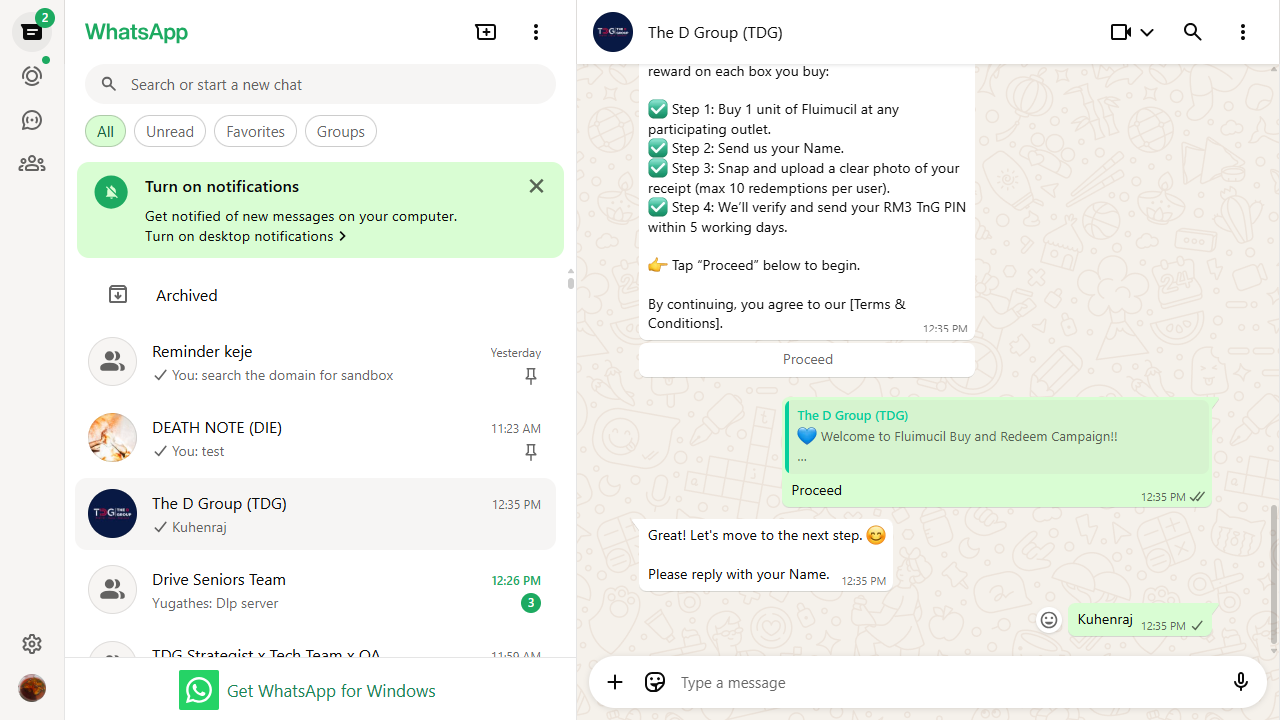 2
WhatsApp
Search or start a new chat
All
Unread
Favorites
Groups
Turn on notifications
Get notified of new messages on your computer.
Turn on desktop notifications
Archived
Reminder keje
Yesterday
You: search the domain for sandbox
DEATH NOTE (DIE)
11:23 AM
You: test
The D Group (TDG)
12:35 PM
Kuhenraj
Drive Seniors Team
12:26 PM
Yugathes: Dlp server
3
TDG Strategist x Tech Team x QA
11:59 AM
Get WhatsApp for Windows
The D Group (TDG)
reward on each box you buy:
✅ Step 1: Buy 1 unit of Fluimucil at any
participating outlet.
✅ Step 2: Send us your Name.
✅ Step 3: Snap and upload a clear photo of your
receipt (max 10 redemptions per user).
✅ Step 4: We’ll verify and send your RM3 TnG PIN
within 5 working days.
👉 Tap “Proceed” below to begin.
By continuing, you agree to our [Terms &
Conditions].
12:35 PM
Proceed
The D Group (TDG)
💙 Welcome to Fluimucil Buy and Redeem Campaign!!
...
Proceed
12:35 PM
Great! Let's move to the next step. 😊
Please reply with your Name.
12:35 PM
Kuhenraj
12:35 PM
Type a message